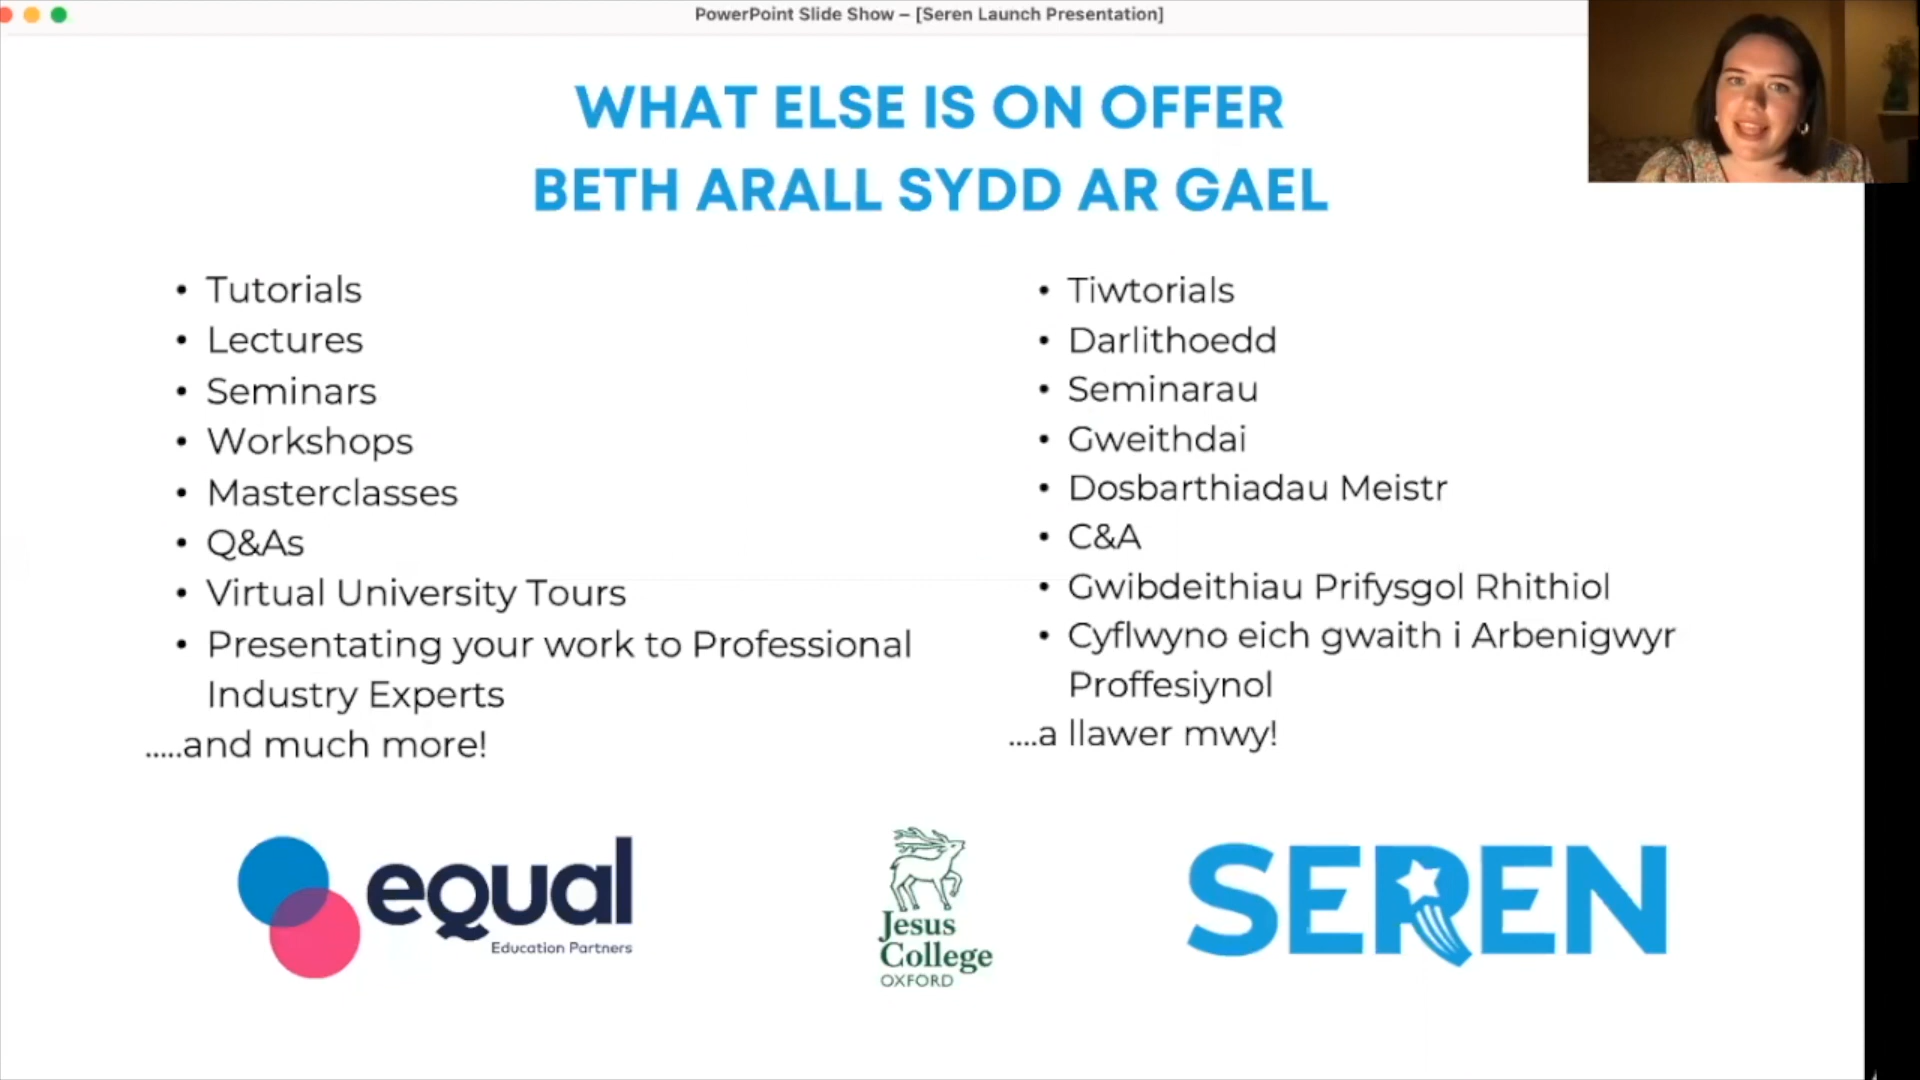 PowerPoint Slide Show – [Seren Launch Presentation]
WHAT ELSE IS ON OFFER
BETH ARALL SYDD AR GAEL
• Tutorials
• Lectures
• Seminars
• Workshops
• Masterclasses
• Q&As
• Virtual University Tours
• Presentating your work to Professional
Industry Experts
.....and much more!
• Tiwtorials
• Darlithoedd
• Seminarau
• Gweithdai
• Dosbarthiadau Meistr
• C&A
• Gwibdeithiau Prifysgol Rhithiol
• Cyflwyno eich gwaith i Arbenigwyr
Proffesiynol
....a llawer mwy!
equal
Education Partners
Jesus
College
OXFORD
SEREN